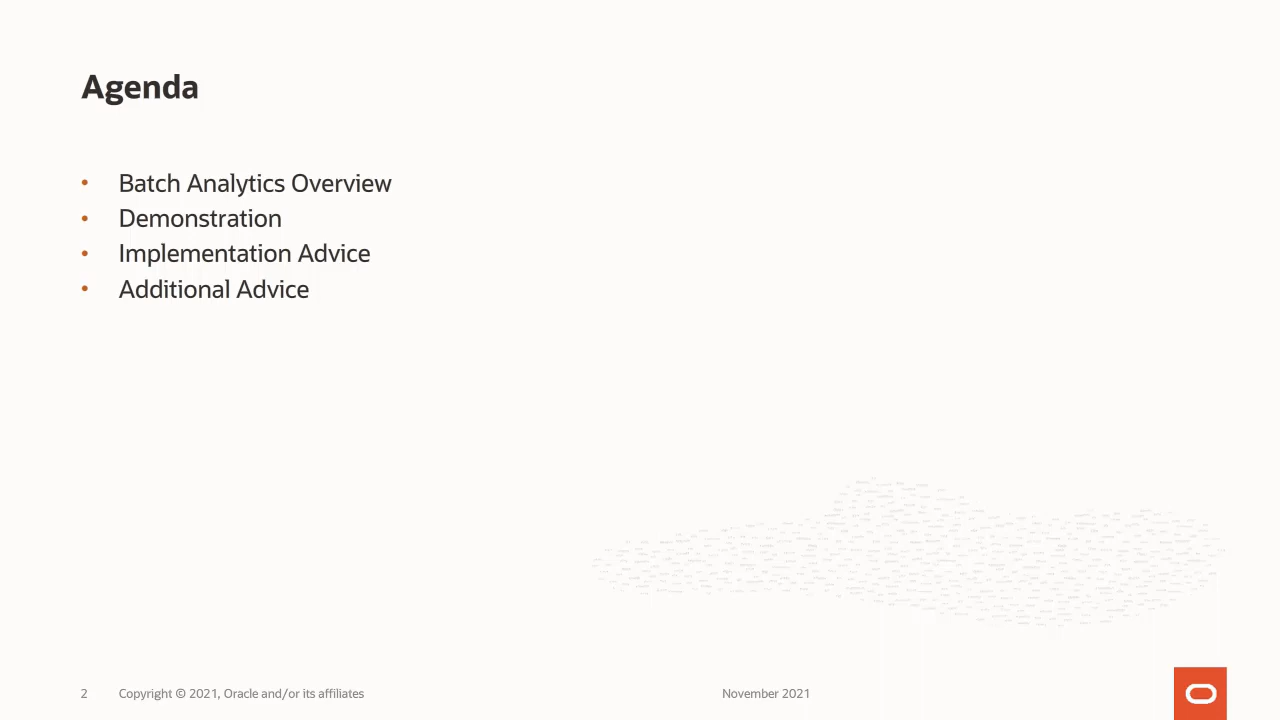 Agenda
• Batch Analytics Overview
• Demonstration
• Implementation Advice
• Additional Advice
2 Copyright © 2021, Oracle and/or its affiliates November 2021